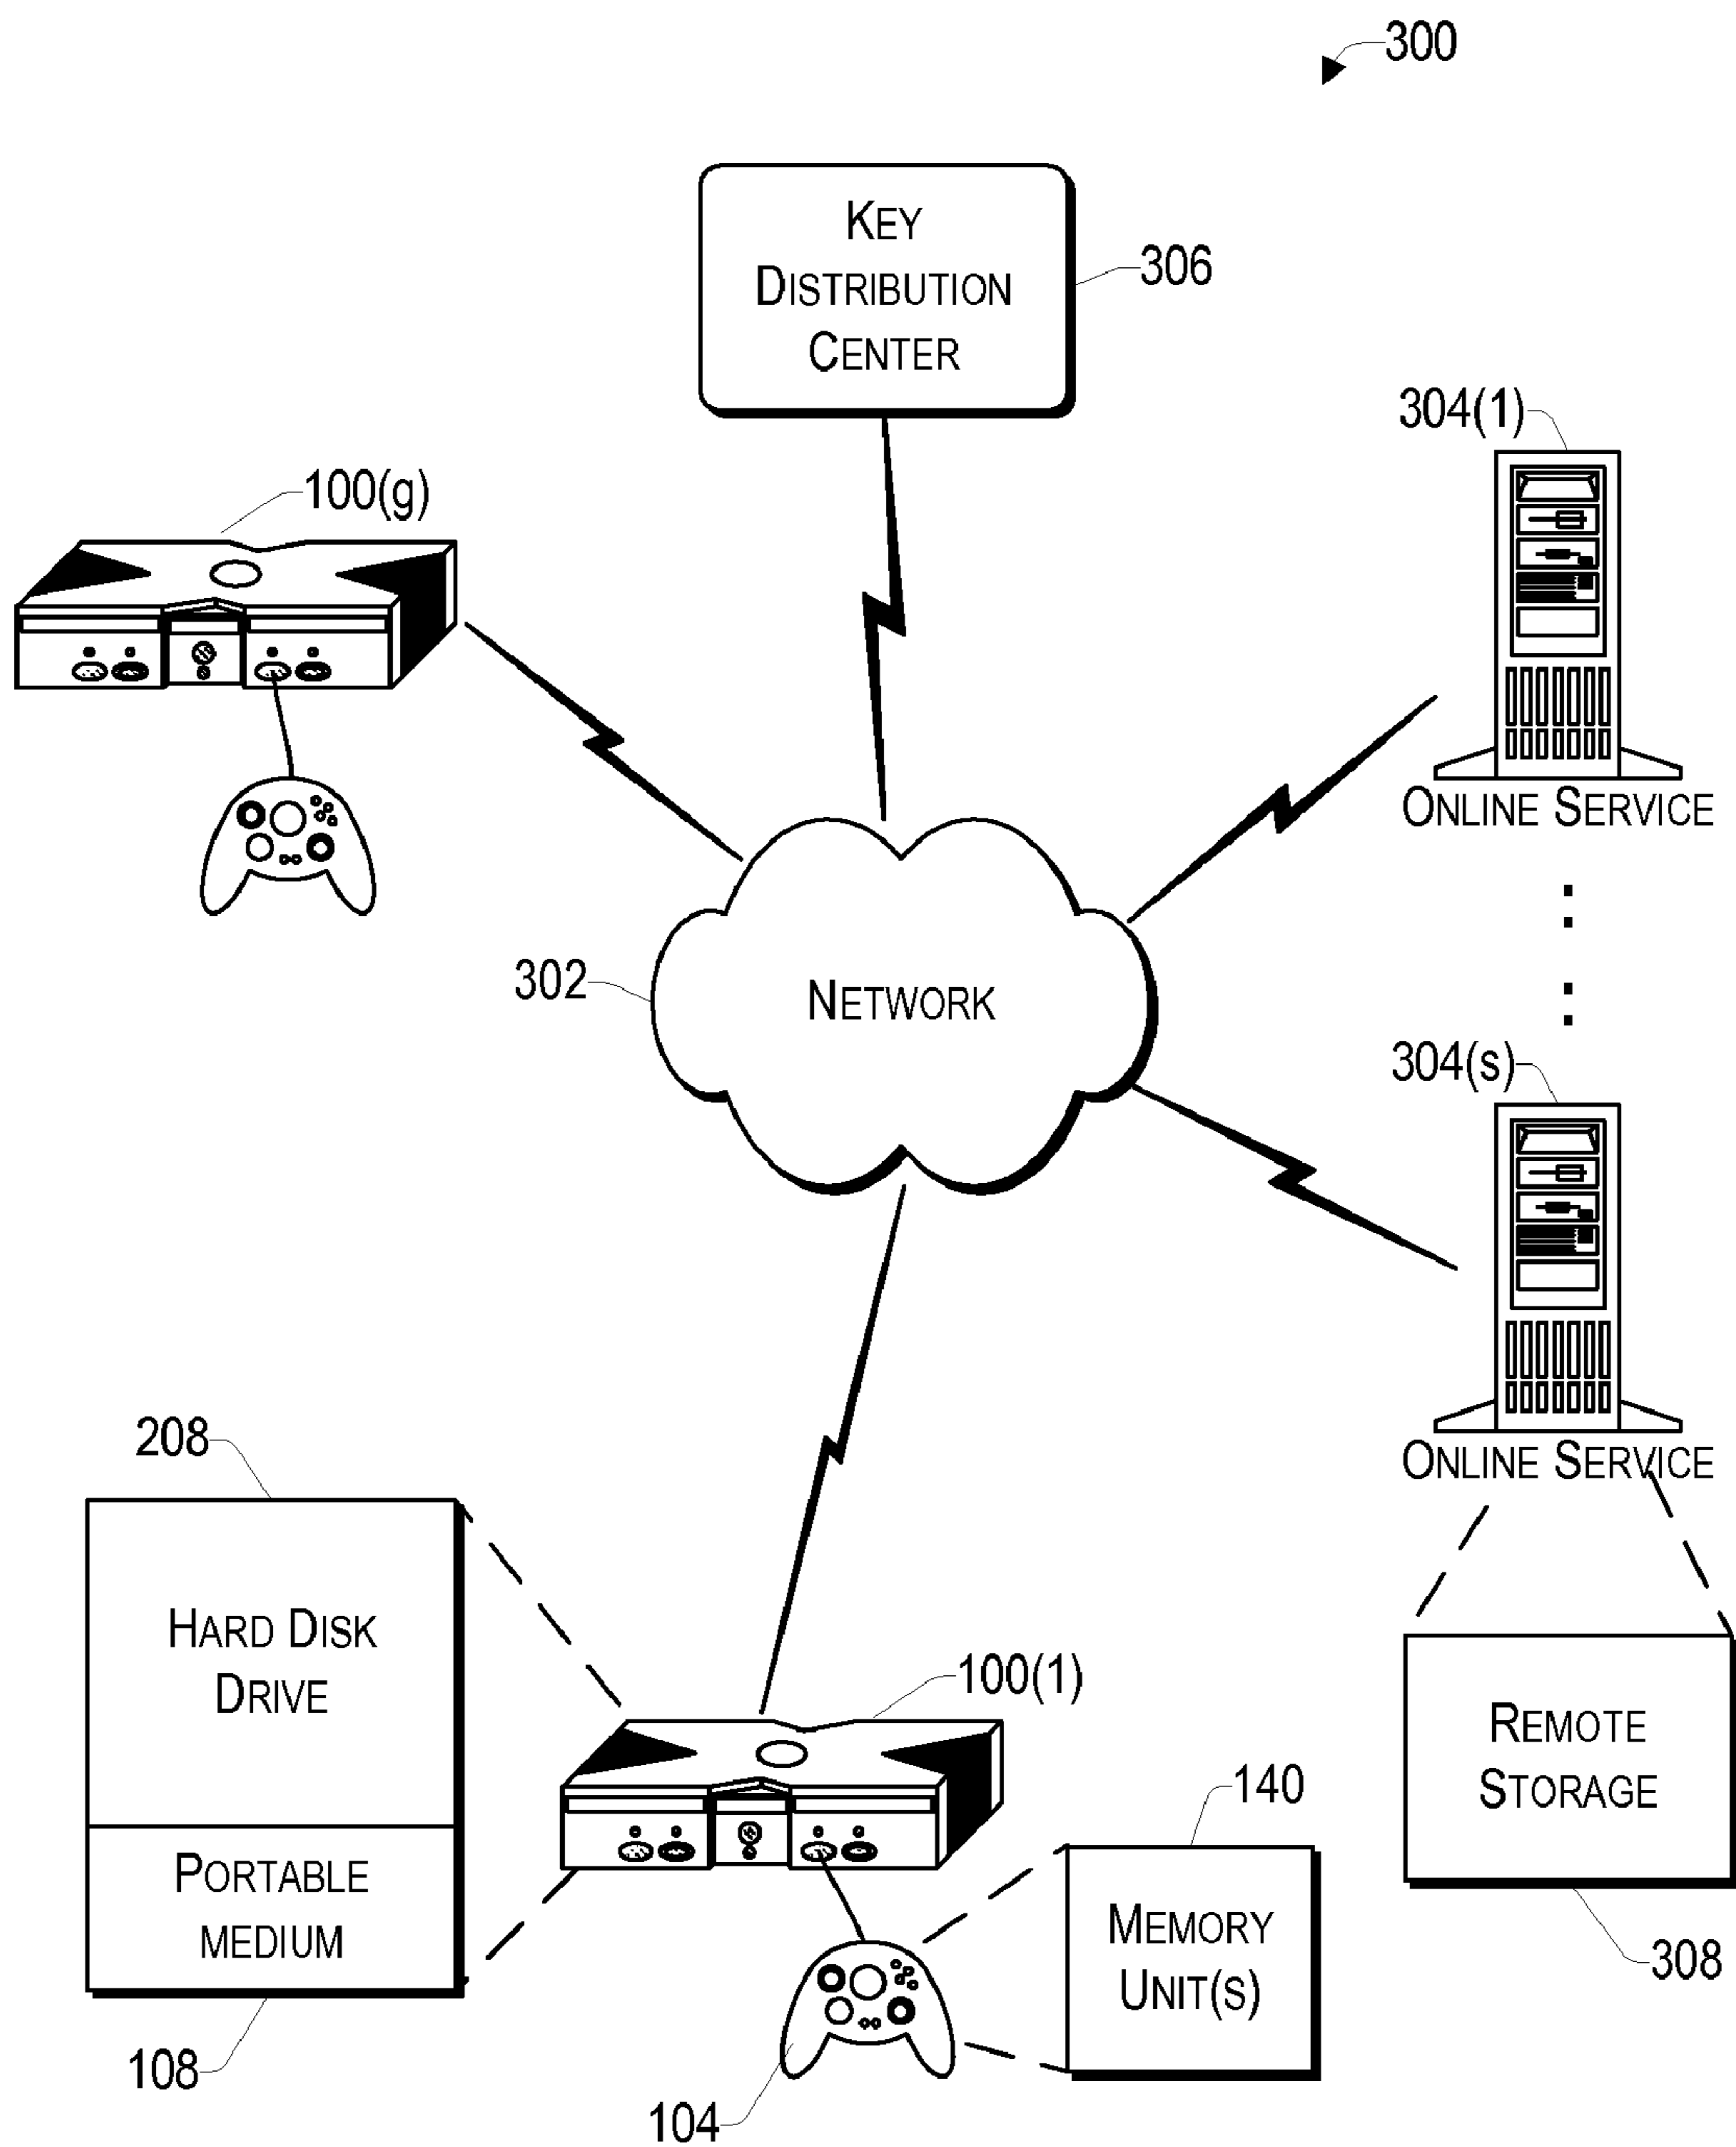 300
KEY
DISTRIBUTION
CENTER
306
304(1)
100(g)
ONLINE SERVICE
302
NETWORK
304(s)
208
ONLINE SERVICE
HARD DISK
DRIVE
100(1)
REMOTE
STORAGE
140
PORTABLE
MEDIUM
MEMORY
UNIT(S)
308
108
104